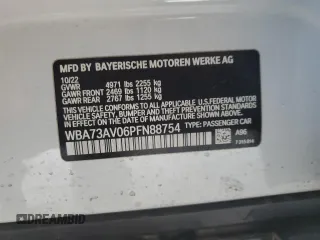 MFD. BY BAYERISCHE MOTOREN WERKE AG
10/22
GVWR 4971 lbs 2255 kg
GAWR FRONT 2469 lbs 1120 kg
GAWR REAR 2767 lbs 1255 kg
THIS VEHICLE CONFORMS TO ALL APPLICABLE U.S. FEDERAL MOTOR
VEHICLE SAFETY, BUMPER, AND THEFT PREVENTION STANDARDS IN
EFFECT ON THE DATE OF MANUFACTURE SHOWN ABOVE.
WBA73AV06PFN88754 TYPE: PASSENGER CAR
A96
DREAMBID